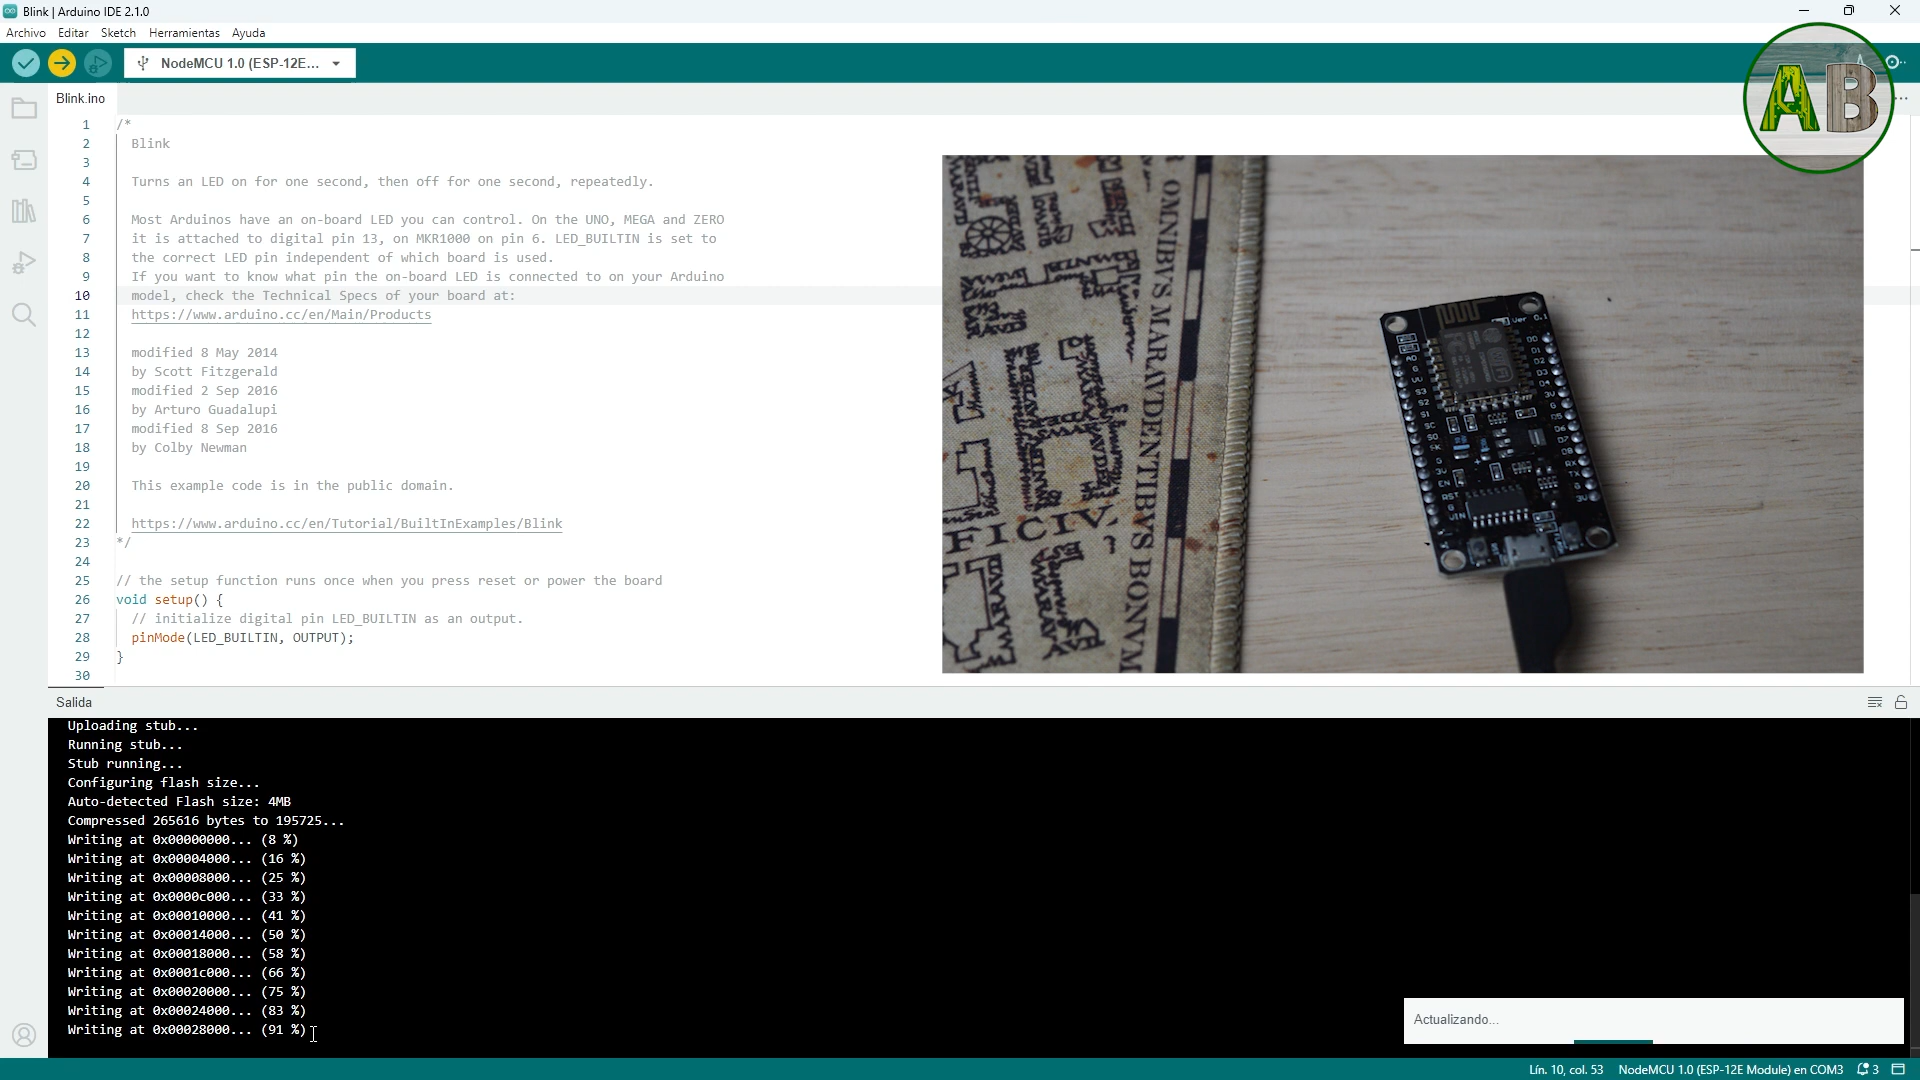 Blink | Arduino IDE 2.1.0
Archivo Editar Sketch Herramientas Ayuda
NodeMCU 1.0 (ESP-12E...
AB
Blink.ino
1 /*
2 Blink
3
4 Turns an LED on for one second, then off for one second, repeatedly.
5
6 Most Arduinos have an on-board LED you can control. On the UNO, MEGA and ZERO
7 it is attached to digital pin 13, on MKR1000 on pin 6. LED_BUILTIN is set to
8 the correct LED pin independent of which board is used.
9 If you want to know what pin the on-board LED is connected to on your Arduino
10 model, check the Technical Specs of your board at:
11 https://www.arduino.cc/en/Main/Products
12
13 modified 8 May 2014
14 by Scott Fitzgerald
15 modified 2 Sep 2016
16 by Arturo Guadalupi
17 modified 8 Sep 2016
18 by Colby Newman
19
20 This example code is in the public domain.
21
22 https://www.arduino.cc/en/Tutorial/BuiltInExamples/Blink
23 */
24
25 // the setup function runs once when you press reset or power the board
26 void setup() {
27 // initialize digital pin LED_BUILTIN as an output.
28 pinMode(LED_BUILTIN, OUTPUT);
29 }
30
OMNIBVS MARAVDENTIBVS BONVM
FICIV
Ver 0.1
Salida
Uploading stub...
Running stub...
Stub running...
Configuring flash size...
Auto-detected Flash size: 4MB
Compressed 265616 bytes to 195725...
Writing at 0x00000000... (8 %)
Writing at 0x00004000... (16 %)
Writing at 0x00008000... (25 %)
Writing at 0x0000c000... (33 %)
Writing at 0x00010000... (41 %)
Writing at 0x00014000... (50 %)
Writing at 0x00018000... (58 %)
Writing at 0x0001c000... (66 %)
Writing at 0x00020000... (75 %)
Writing at 0x00024000... (83 %)
Writing at 0x00028000... (91 %)
Actualizando...
Lín. 10, col. 53 NodeMCU 1.0 (ESP-12E Module) en COM3 3